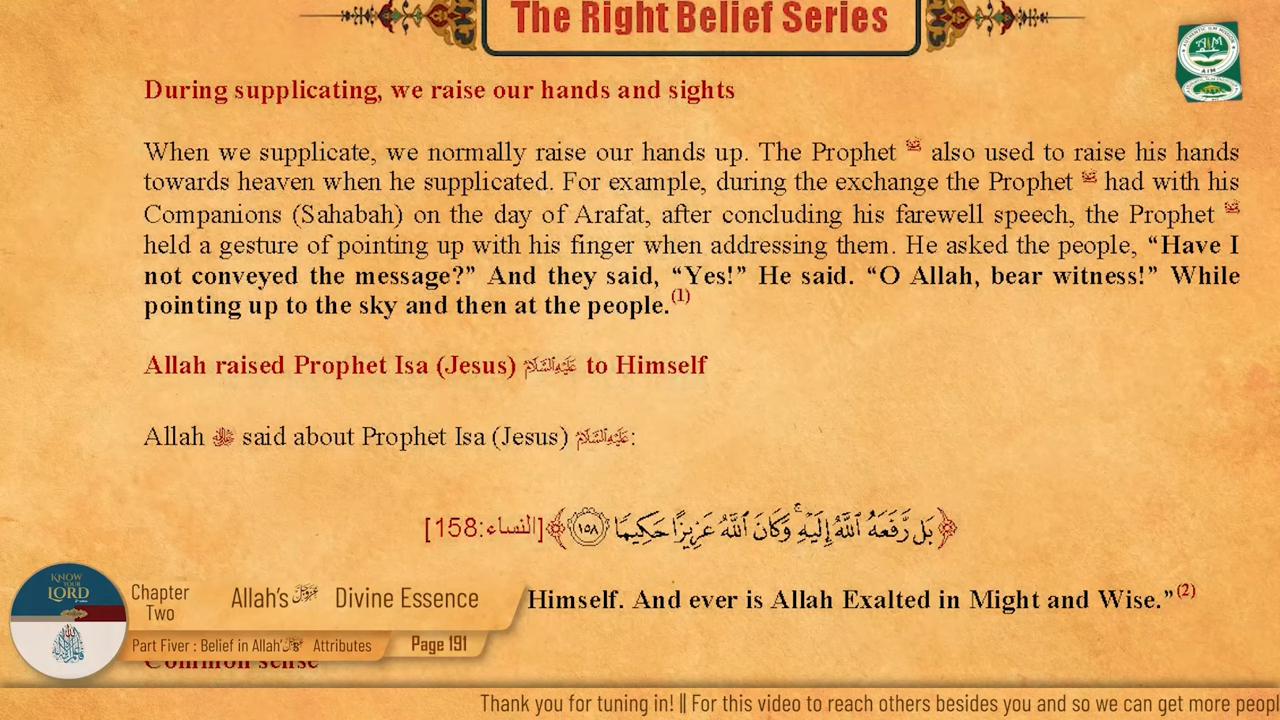 The Right Belief Series
During supplicating, we raise our hands and sights
When we supplicate, we normally raise our hands up. The Prophet ﷺ also used to raise his hands
towards heaven when he supplicated. For example, during the exchange the Prophet ﷺ had with his
Companions (Sahabah) on the day of Arafat, after concluding his farewell speech, the Prophet ﷺ
held a gesture of pointing up with his finger when addressing them. He asked the people, “Have I
not conveyed the message?” And they said, “Yes!” He said. “O Allah, bear witness!” While
pointing up to the sky and then at the people.(1)
Allah raised Prophet Isa (Jesus) عَلَيْهِ السَّلَامُ to Himself
Allah ﷻ said about Prophet Isa (Jesus) عَلَيْهِ السَّلَامُ:
﴿بَل رَّفَعَهُ ٱللَّهُ إِلَيْهِۚ وَكَانَ ٱللَّهُ عَزِيزًا حَكِيمًا ١٥٨﴾ [النساء:158]
Himself. And ever is Allah Exalted in Might and Wise.”(2)
Common sense
KNOW
YOUR
LORD
Chapter
Two
Allah's عَزَّوَجَلَّ Divine Essence
Part Fiver : Belief in Allah's عَزَّوَجَلَّ Attributes
Page 191
Thank you for tuning in! || For this video to reach others besides you and so we can get more peopl
AIM